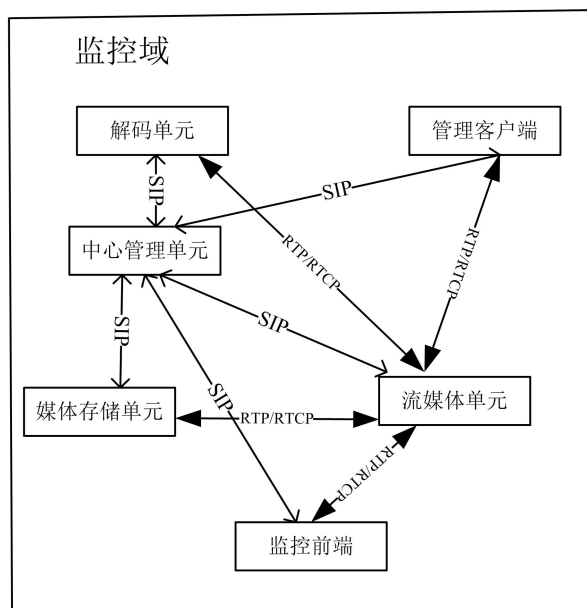 监控域
解码单元
管理客户端
SIP
SIP
中心管理单元
RTP/RTCP
RTP/RTCP
SIP
SIP
SIP
媒体存储单元
RTP/RTCP
流媒体单元
RTP/RTCP
监控前端